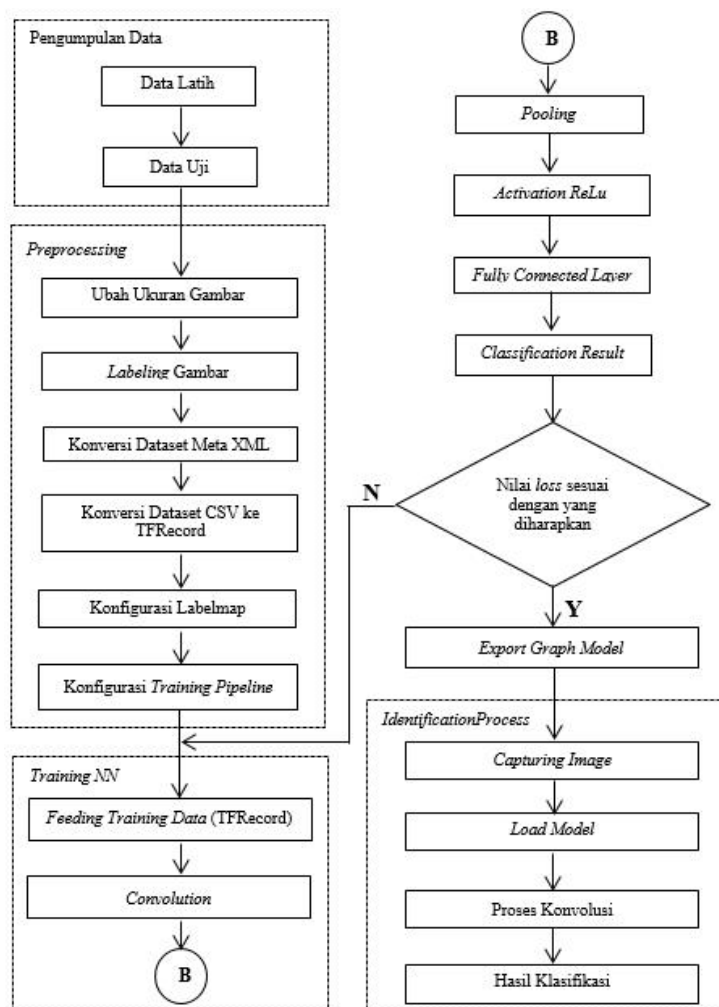 Pengumpulan Data
Data Latih
Data Uji
Preprocessing
Ubah Ukuran Gambar
Labeling Gambar
Konversi Dataset Meta XML
Konversi Dataset CSV ke
TFRecord
Konfigurasi Labelmap
Konfigurasi Training Pipeline
Training NN
Feeding Training Data (TFRecord)
Convolution
B
B
Pooling
Activation ReLu
Fully Connected Layer
Classification Result
Nilai loss sesuai
dengan yang
diharapkan
N
Y
Export Graph Model
IdentificationProcess
Capturing Image
Load Model
Proses Konvolusi
Hasil Klasifikasi